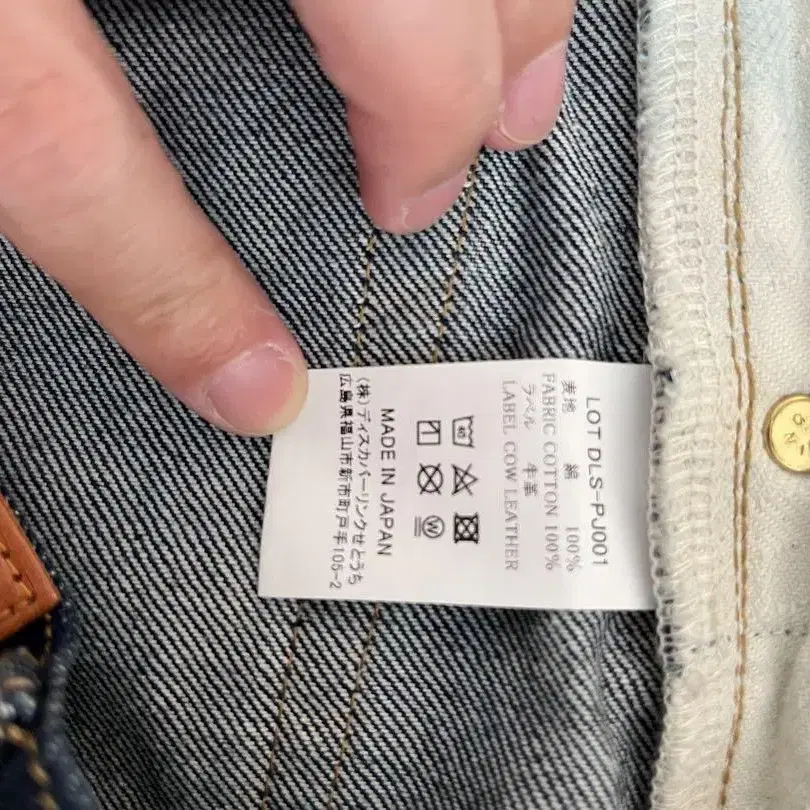 LOT DLS-PJ001
表地 綿 100%
FABRIC COTTON 100%
ラベル 牛革
LABEL COW LEATHER
40
W
MADE IN JAPAN
(株)ディスカバーリンクせとうち
広島県福山市新市町戸手105-2